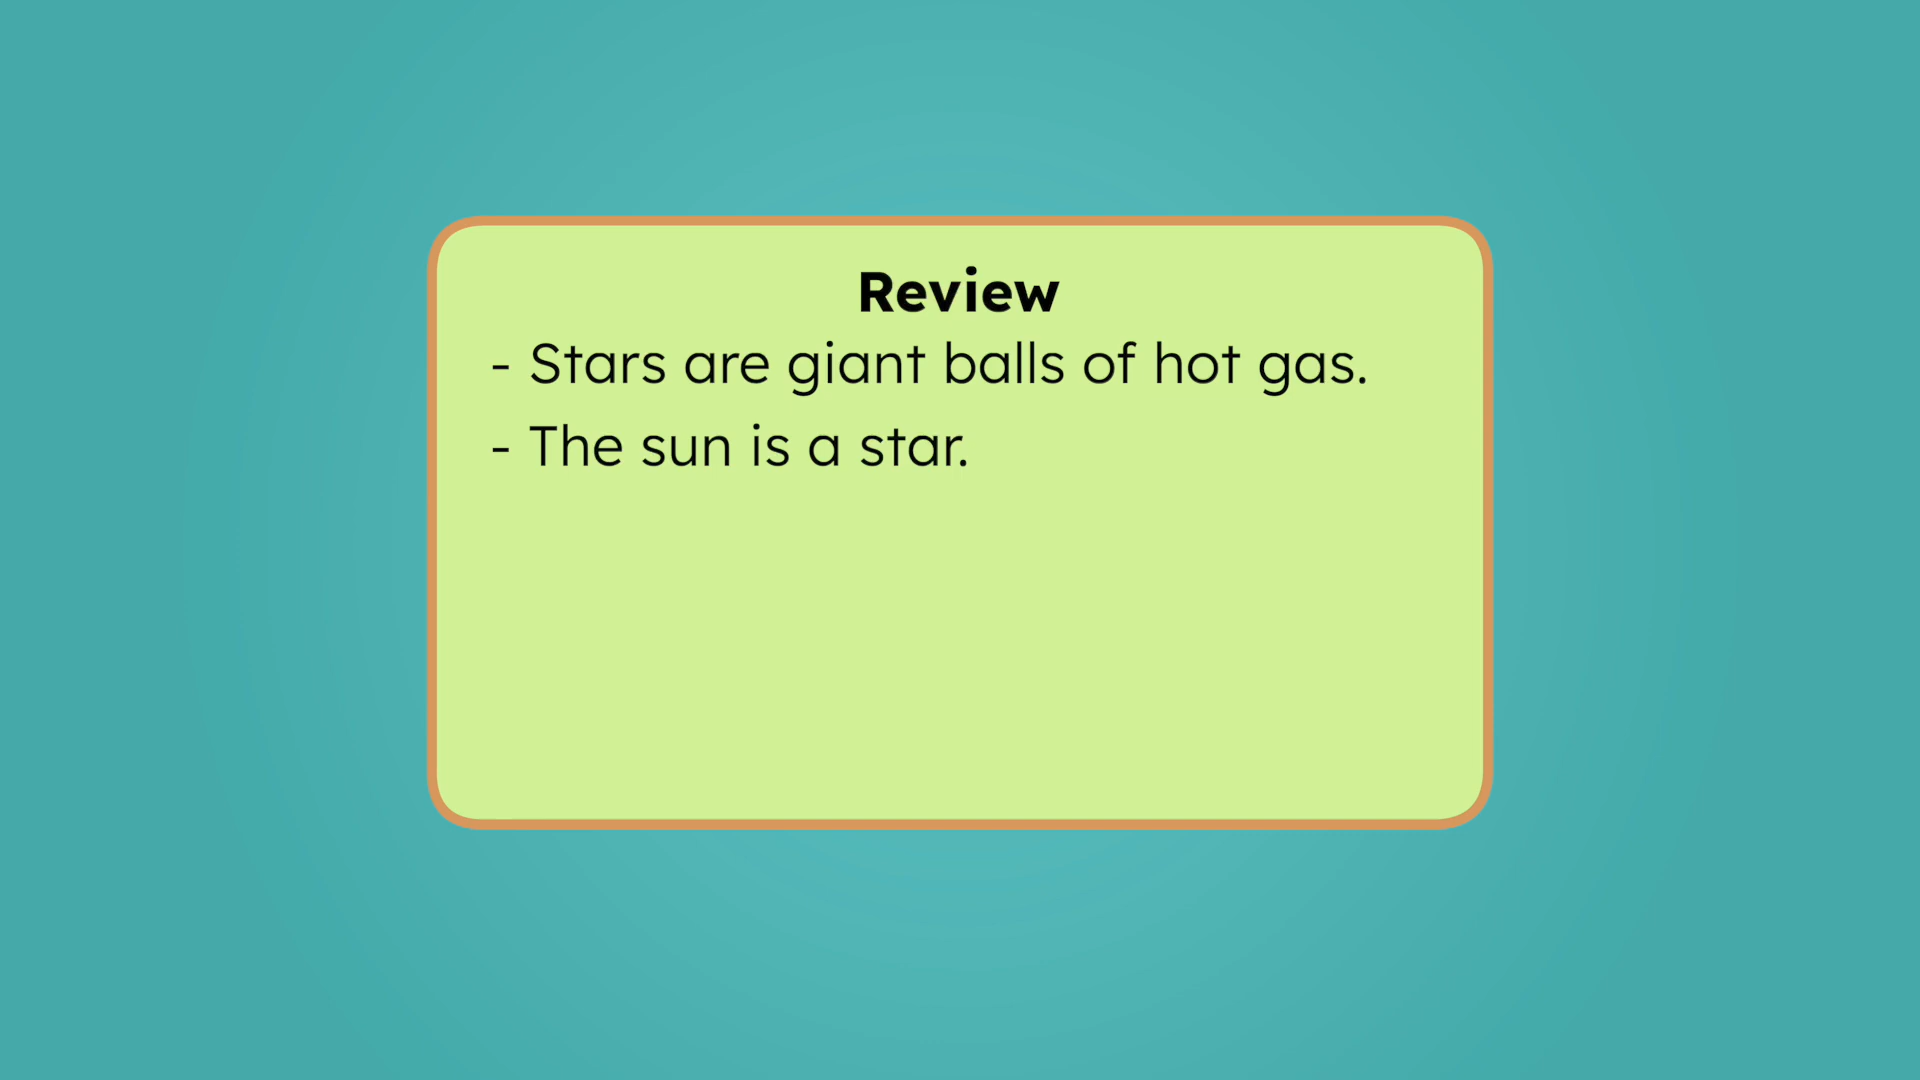 Review
- Stars are giant balls of hot gas.
- The sun is a star.